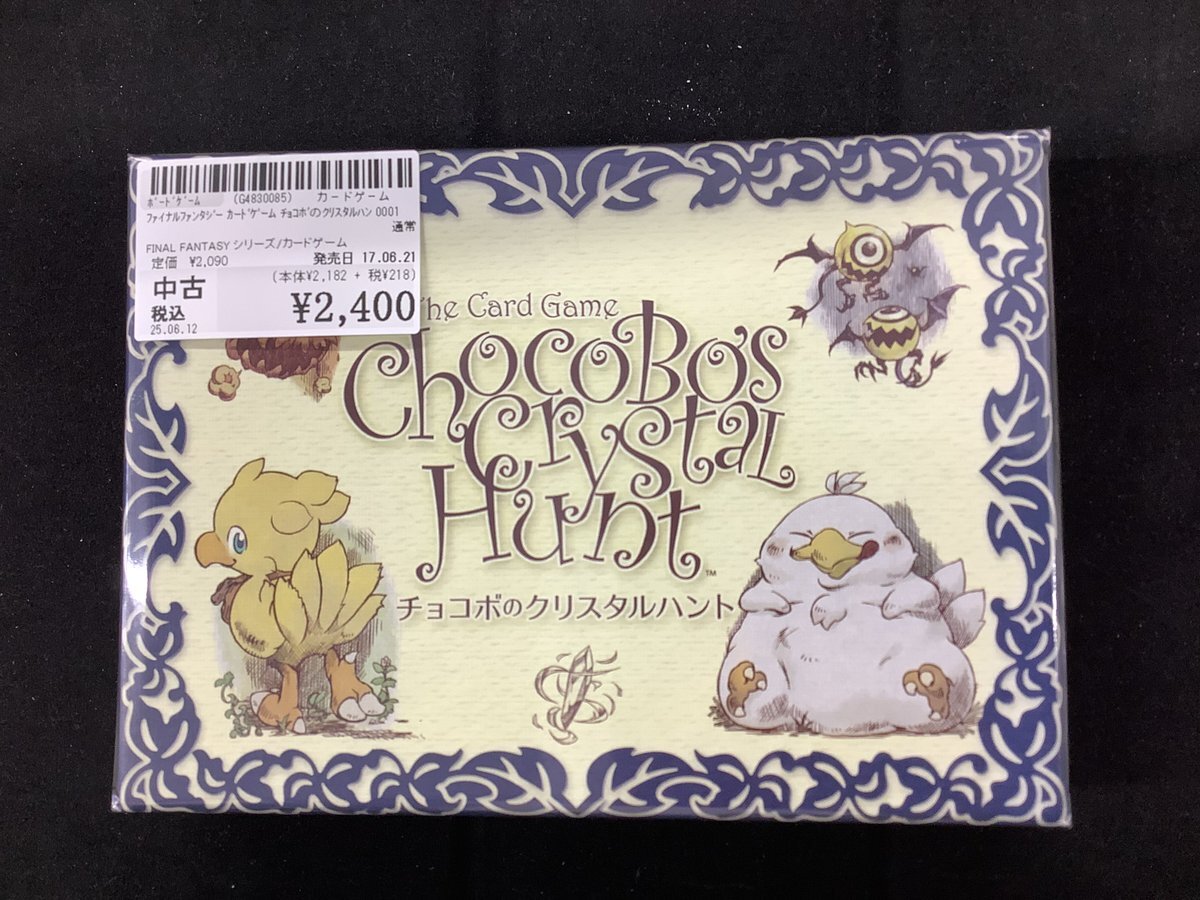 ボードゲーム (G4830085) カードゲーム
ファイナルファンタジー カードゲーム チョコボのクリスタルハン 0001
通常
FINAL FANTASY シリーズ/カードゲーム
定価 ¥2,090 発売日 17.06.21
(本体¥2,182 + 税¥218)
中古
税込 ¥2,400
25.06.12
The Card Game
Chocobo's
Crystal
Hunt™
チョコボのクリスタルハント